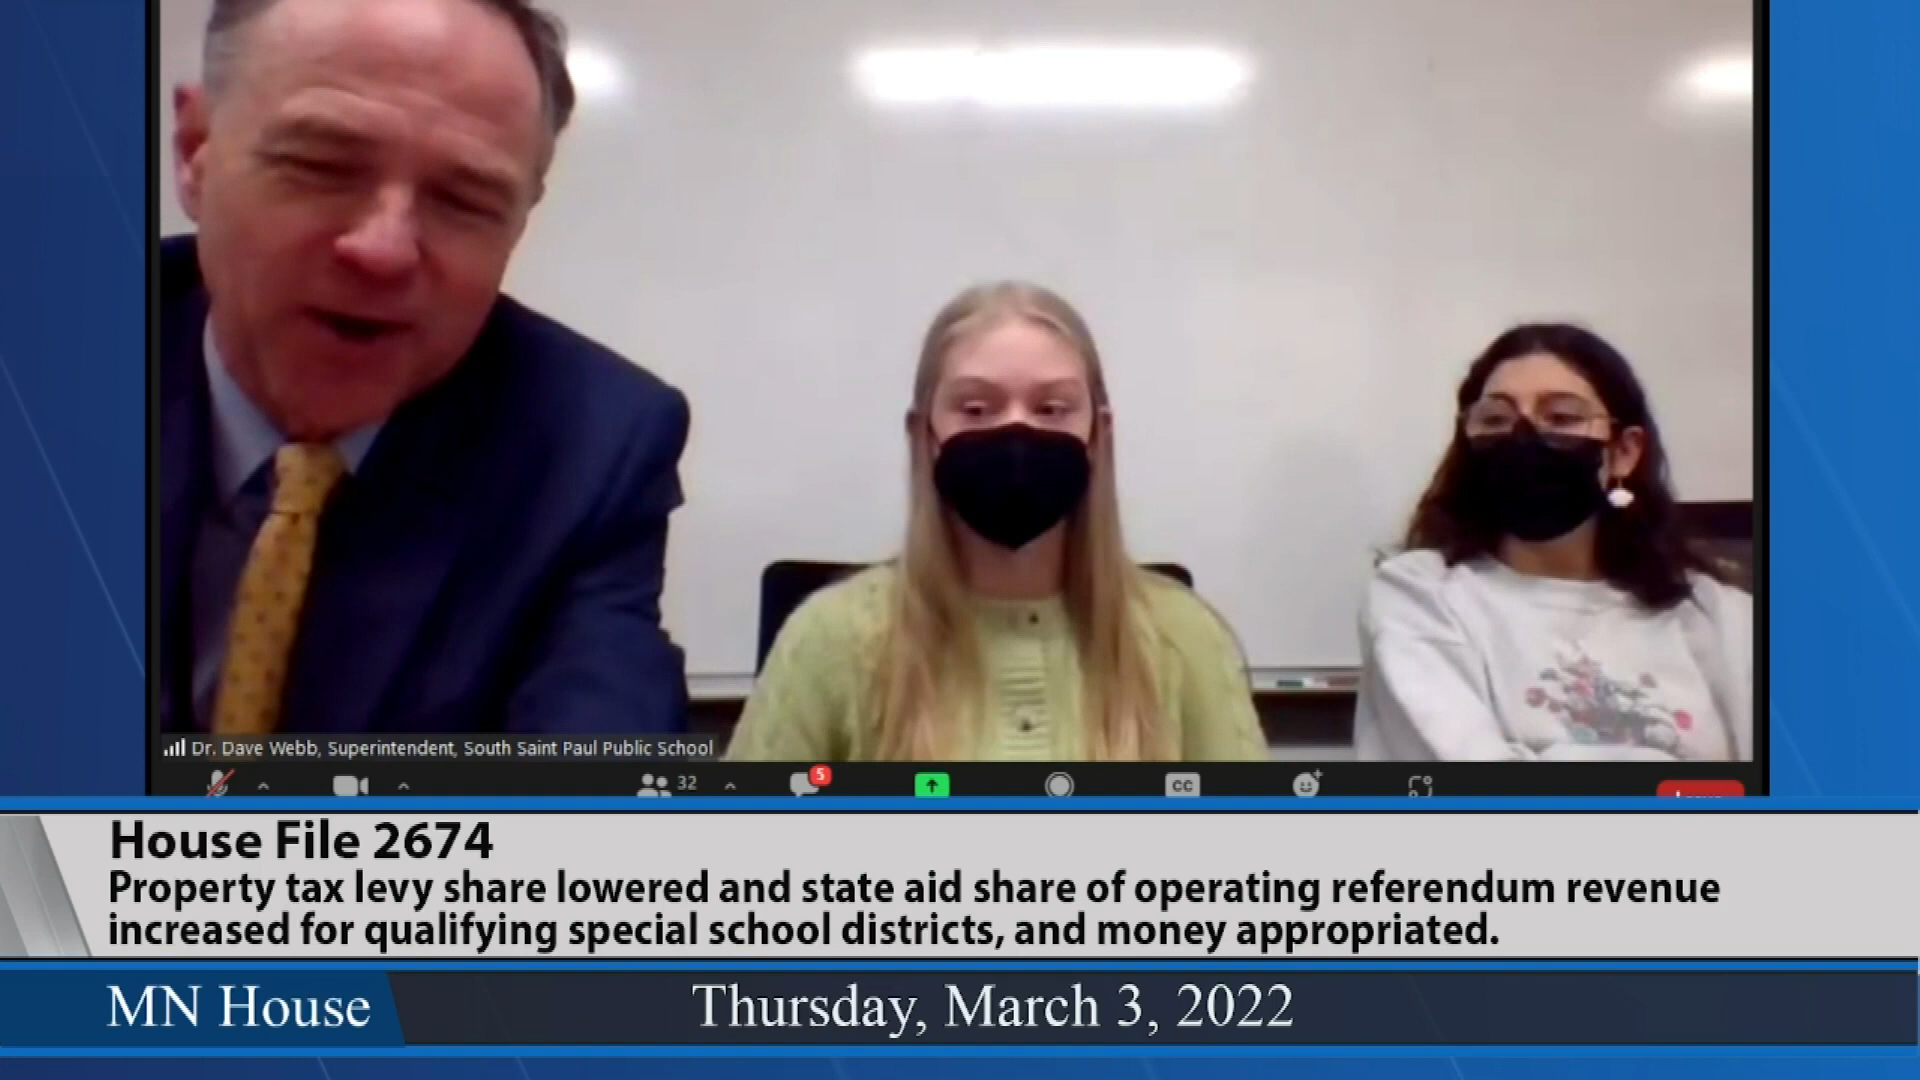 Dr. Dave Webb, Superintendent, South Saint Paul Public School
32
5
CC
House File 2674
Property tax levy share lowered and state aid share of operating referendum revenue
increased for qualifying special school districts, and money appropriated.
MN House
Thursday, March 3, 2022